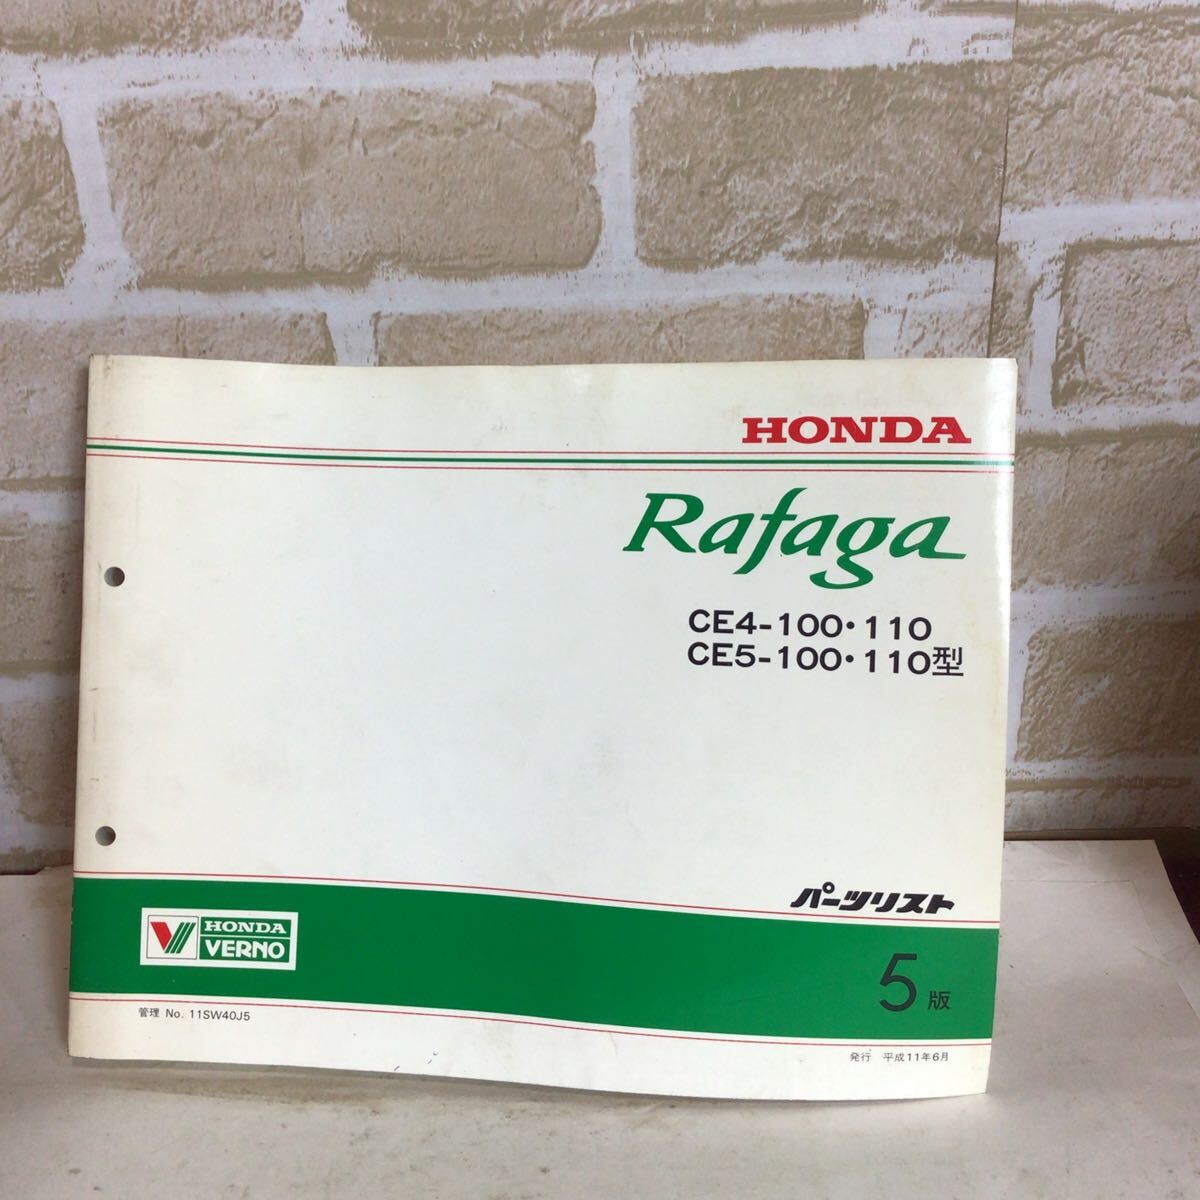 HONDA
Rafaga
CE4-100・110
CE5-100・110型
パーツリスト
HONDA
VERNO
5版
管理 No. 11SW40J5
発行 平成11年6月